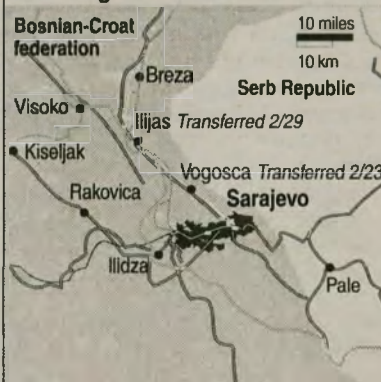 Bosnian-Croat
federation
10 miles
10 km
Breza
Serb Republic
Visoko
Ilijas Transferred 2/29
Kiseljak
Vogosca Transferred 2/23
Rakovica
Sarajevo
Ilidza
Pale